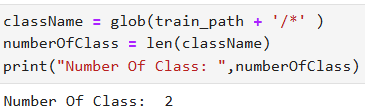 className = glob(train_path + '/*' )
numberOfClass = len(className)
print("Number Of Class: ",numberOfClass)
Number Of Class:  2